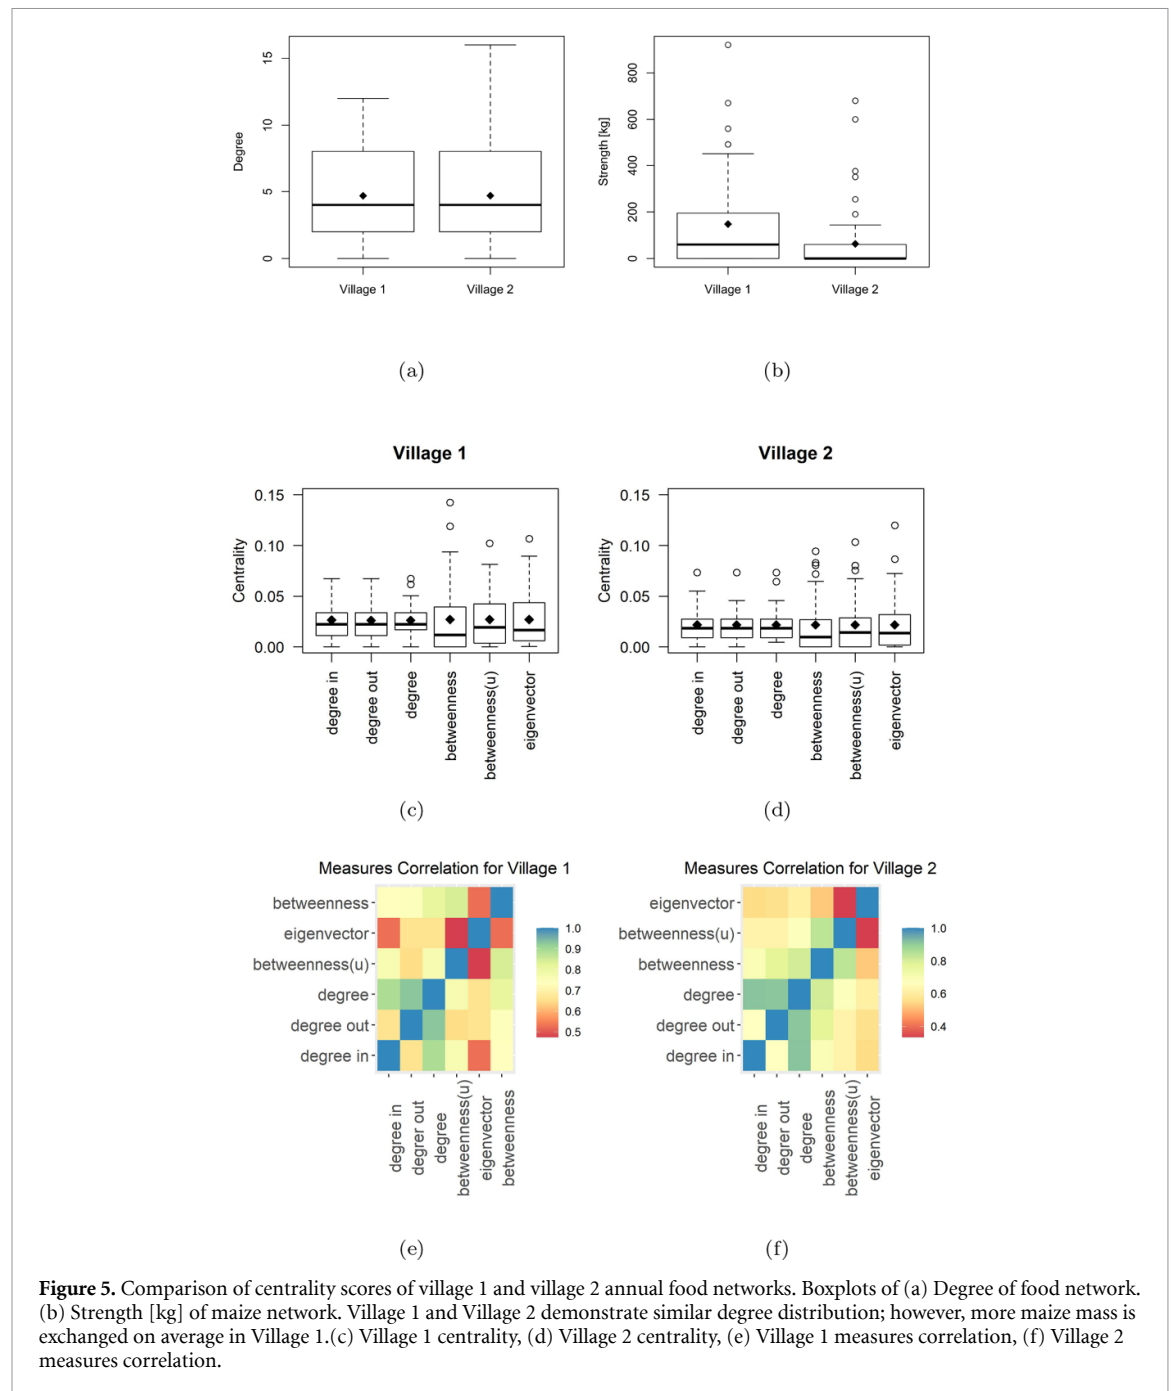 Degree
15
10
5
0
Village 1 Village 2
(a)
Strength [kg]
800
600
400
200
0
Village 1 Village 2
(b)
Village 1
Centrality
0.15
0.10
0.05
0.00
degree in
degree out
degree
betweenness
betweenness(u)
eigenvector
(c)
Village 2
Centrality
0.15
0.10
0.05
0.00
degree in
degree out
degree
betweenness
betweenness(u)
eigenvector
(d)
Measures Correlation for Village 1
betweenness
eigenvector
betweenness(u)
degree
degree out
degree in
1.0
0.9
0.8
0.7
0.6
0.5
degree in
degrer out
degree
betweenness(u)
eigenvector
betweenness
(e)
Measures Correlation for Village 2
eigenvector
betweenness(u)
betweenness
degree
degree out
degree in
1.0
0.8
0.6
0.4
degree in
degrer out
degree
betweenness
betweenness(u)
eigenvector
(f)
Figure 5. Comparison of centrality scores of village 1 and village 2 annual food networks. Boxplots of (a) Degree of food network.
(b) Strength [kg] of maize network. Village 1 and Village 2 demonstrate similar degree distribution; however, more maize mass is
exchanged on average in Village 1.(c) Village 1 centrality, (d) Village 2 centrality, (e) Village 1 measures correlation, (f) Village 2
measures correlation.